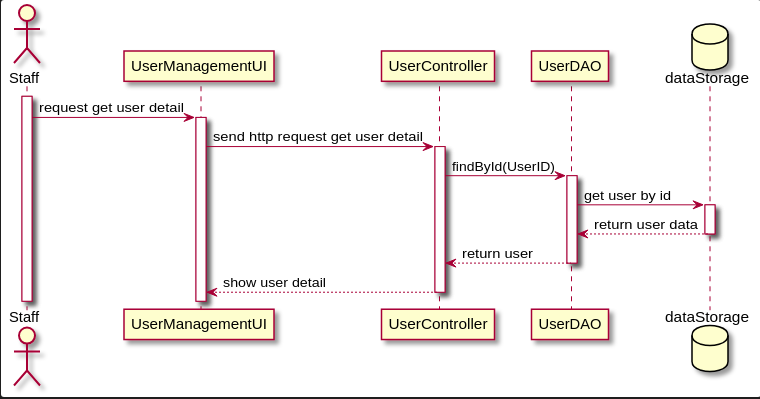 Staff
UserManagementUI
UserController
UserDAO
dataStorage
request get user detail
send http request get user detail
findById(UserID)
get user by id
return user data
return user
show user detail
Staff
UserManagementUI
UserController
UserDAO
dataStorage